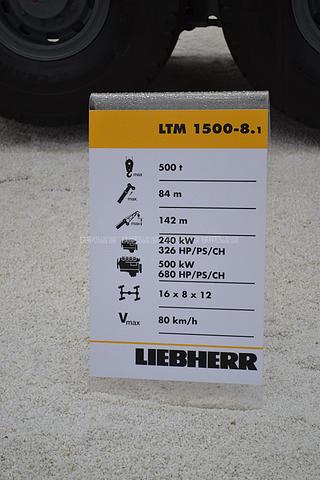 LTM 1500-8.1
max 500 t
max 84 m
max 142 m
240 kW
326 HP/PS/CH
500 kW
680 HP/PS/CH
16 x 8 x 12
Vmax 80 km/h
LIEBHERR